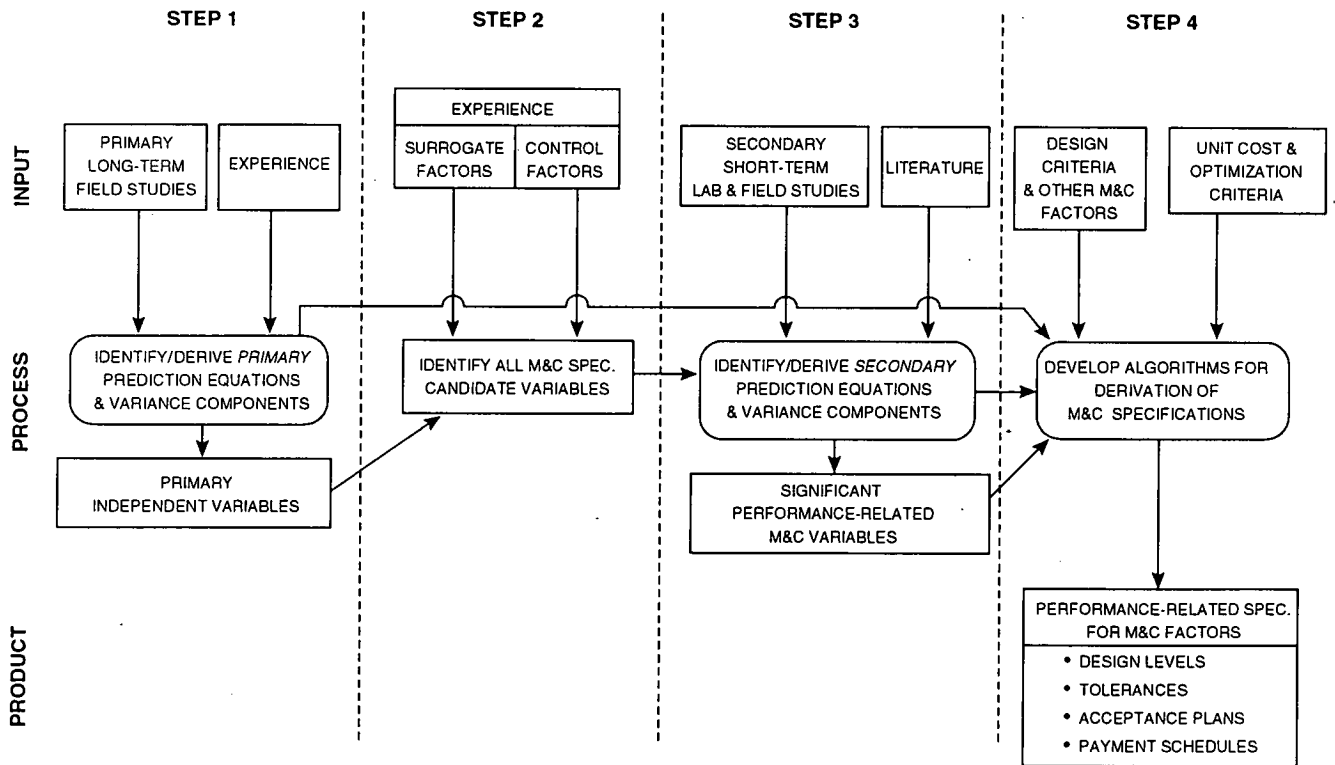 STEP 1
STEP 2
STEP 3
STEP 4
INPUT
PRIMARY
LONG-TERM
FIELD STUDIES
EXPERIENCE
EXPERIENCE
SURROGATE
FACTORS
CONTROL
FACTORS
SECONDARY
SHORT-TERM
LAB & FIELD STUDIES
LITERATURE
DESIGN
CRITERIA
& OTHER M&C
FACTORS
UNIT COST &
OPTIMIZATION
CRITERIA
PROCESS
IDENTIFY/DERIVE PRIMARY
PREDICTION EQUATIONS
& VARIANCE COMPONENTS
IDENTIFY ALL M&C SPEC.
CANDIDATE VARIABLES
IDENTIFY/DERIVE SECONDARY
PREDICTION EQUATIONS
& VARIANCE COMPONENTS
DEVELOP ALGORITHMS FOR
DERIVATION OF
M&C SPECIFICATIONS
PRIMARY
INDEPENDENT VARIABLES
SIGNIFICANT
PERFORMANCE-RELATED
M&C VARIABLES
PRODUCT
PERFORMANCE-RELATED SPEC.
FOR M&C FACTORS
• DESIGN LEVELS
• TOLERANCES
• ACCEPTANCE PLANS
• PAYMENT SCHEDULES